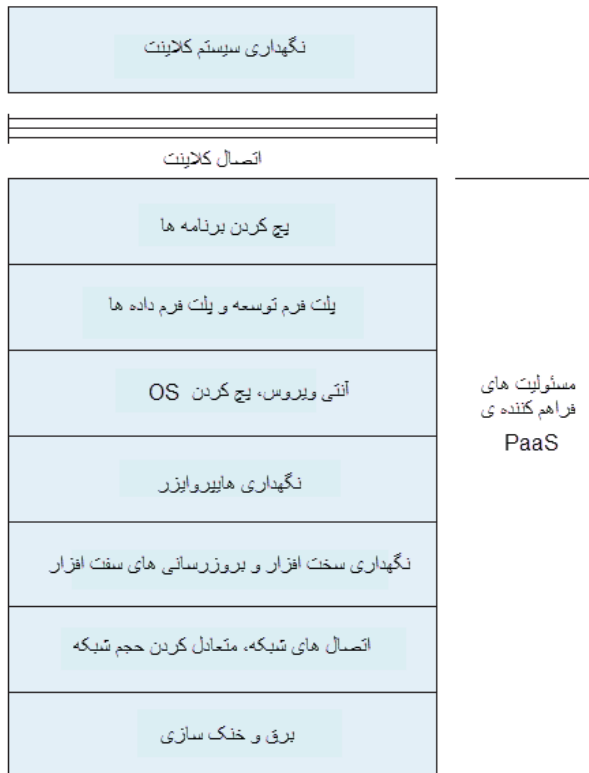 نگهداری سیستم کلاینت
اتصال کلاینت
پچ کردن برنامه ها
پلت فرم توسعه و پلت فرم داده ها
آنتی ویروس، پچ کردن OS
نگهداری هایپروایزر
نگهداری سخت افزار و بروزرسانی های سفت افزار
اتصال های شبکه، متعادل کردن حجم شبکه
برق و خنک سازی
مسئولیت های
فراهم کننده ی
PaaS